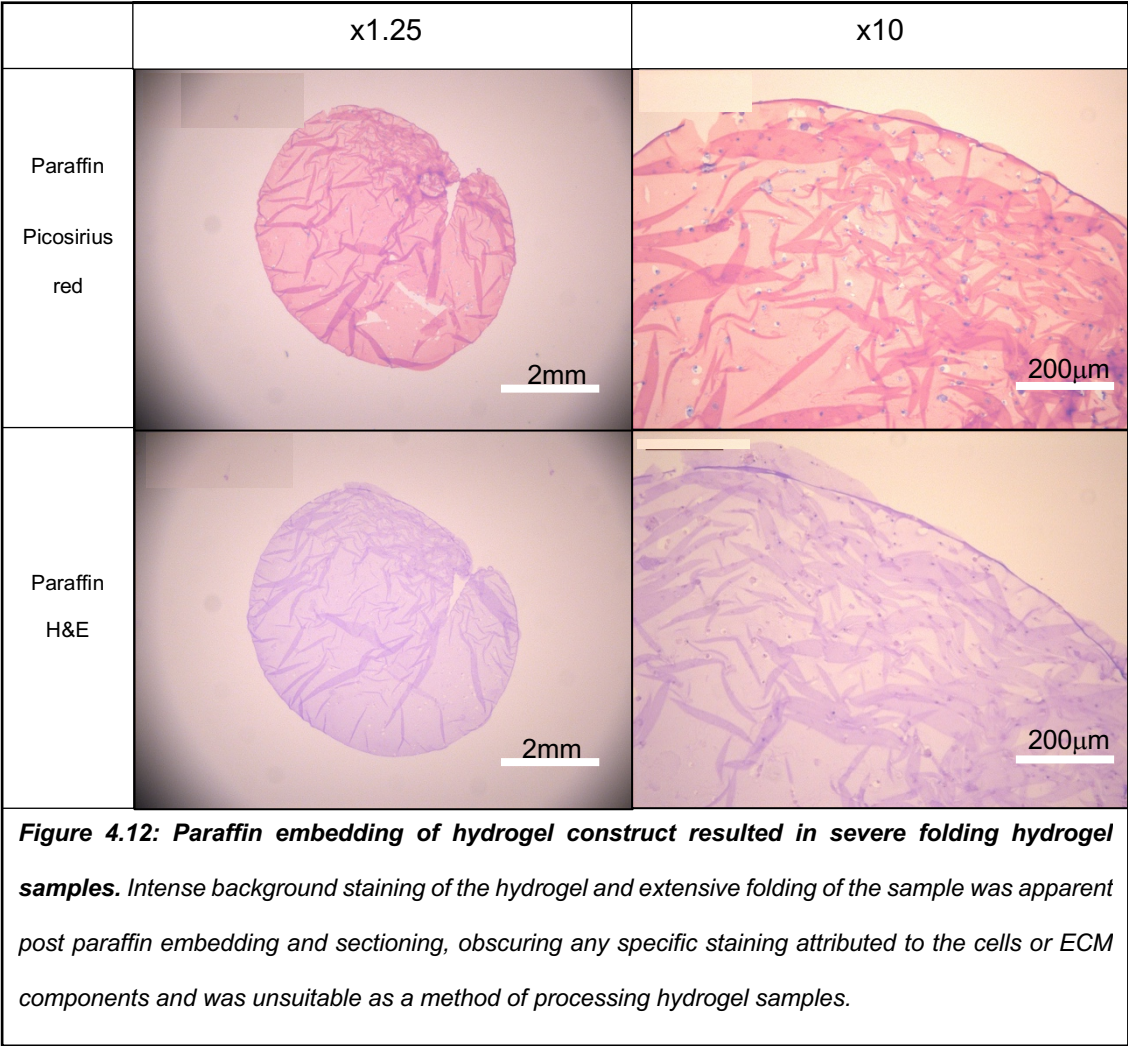 x1.25 x10
Paraffin
Picosirius
red
2mm 200μm
Paraffin
H&E
2mm 200μm
Figure 4.12: Paraffin embedding of hydrogel construct resulted in severe folding hydrogel
samples. Intense background staining of the hydrogel and extensive folding of the sample was apparent
post paraffin embedding and sectioning, obscuring any specific staining attributed to the cells or ECM
components and was unsuitable as a method of processing hydrogel samples.